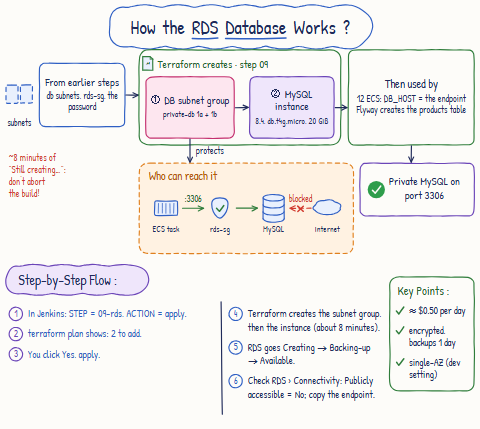 How the RDS Database Works ?
Terraform creates · step 09
From earlier steps
db subnets, rds-sg, the
password
subnets
① DB subnet group
private-db 1a + 1b
② MySQL
instance
8.4, db.t4g.micro, 20 GiB
Then used by
12 ECS: DB_HOST = the endpoint
Flyway creates the products table
protects
~8 minutes of
"Still creating...":
don't abort
the build!
Who can reach it
:3306
blocked
ECS task
rds-sg
MySQL
Internet
Private MySQL on
port 3306
Step-by-Step Flow :
1 In Jenkins: STEP = 09-rds, ACTION = apply.
2 terraform plan shows: 2 to add.
3 You click Yes, apply.
4 Terraform creates the subnet group,
then the instance (about 8 minutes).
5 RDS goes Creating → Backing-up
→ Available.
6 Check RDS › Connectivity: Publicly
accessible = No; copy the endpoint.
Key Points :
✓ ≈ $0.50 per day
✓ encrypted,
backups 1 day
✓ single-AZ (dev
setting)